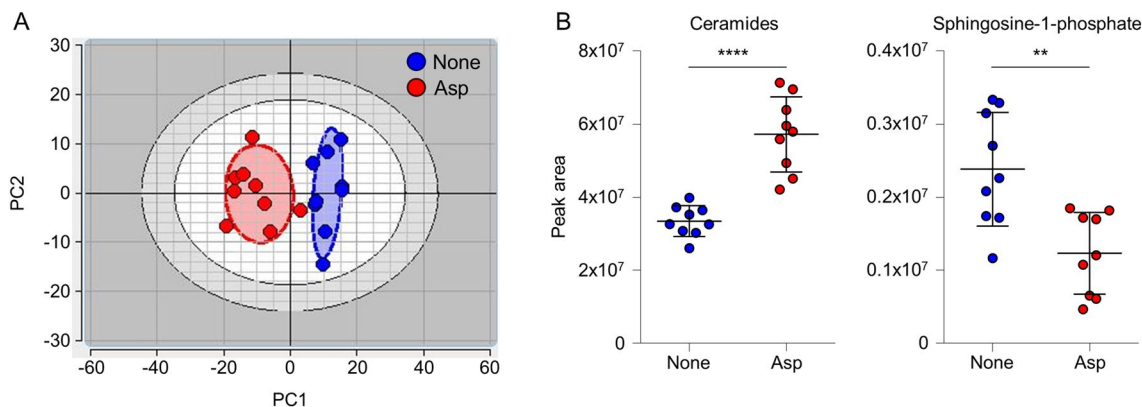 A
30
20
10
0
-10
-20
-30
PC2
None
Asp
-60 -40 -20 0 20 40 60
PC1
B
Ceramides
****
8x10⁷
6x10⁷
4x10⁷
2x10⁷
0
Peak area
None Asp
Sphingosine-1-phosphate
**
0.4x10⁷
0.3x10⁷
0.2x10⁷
0.1x10⁷
0
None Asp